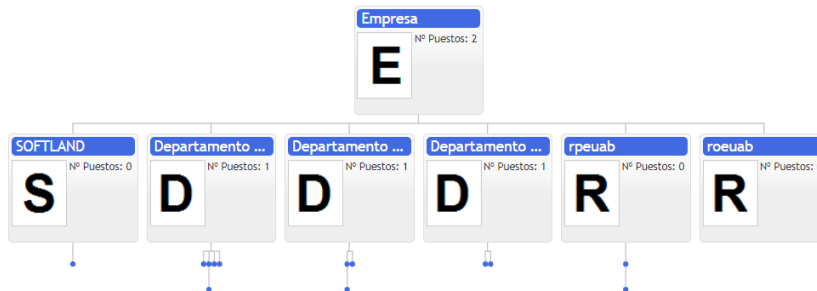 Empresa
Nº Puestos: 2
E
SOFTLAND
Nº Puestos: 0
S
Departamento ...
Nº Puestos: 1
D
Departamento ...
Nº Puestos: 1
D
Departamento ...
Nº Puestos: 1
D
rpeuab
Nº Puestos: 0
R
roeuab
Nº Puestos:
R